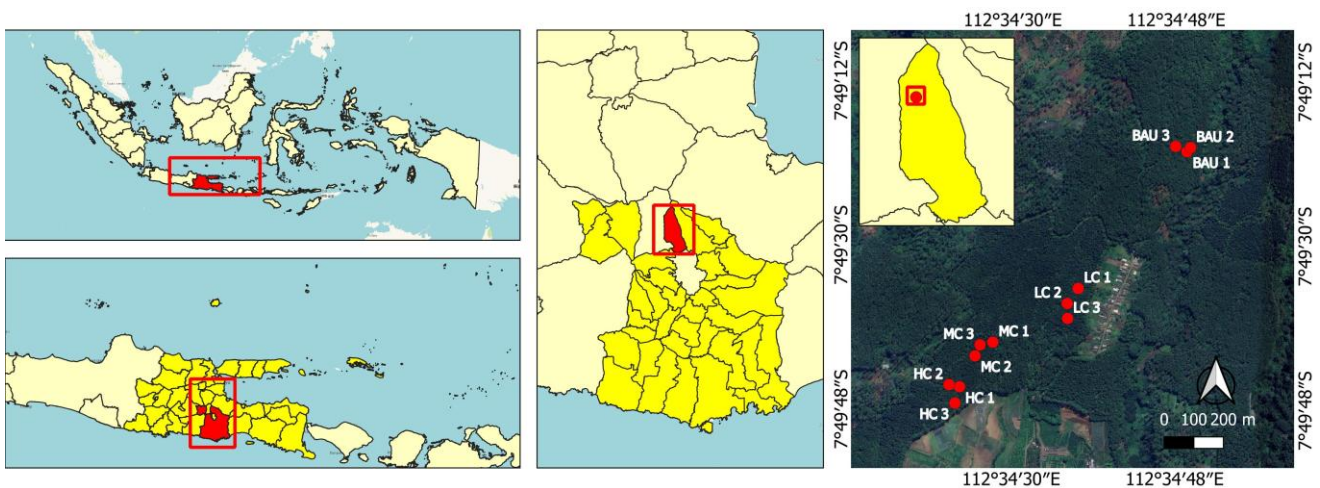 112°34′30″E
112°34′48″E
7°49′12″S
7°49′12″S
BAU 3
BAU 2
BAU 1
7°49′30″S
7°49′30″S
LC 1
LC 2
LC 3
MC 3
MC 1
MC 2
HC 2
HC 1
HC 3
7°49′48″S
7°49′48″S
0 100 200 m
112°34′30″E
112°34′48″E